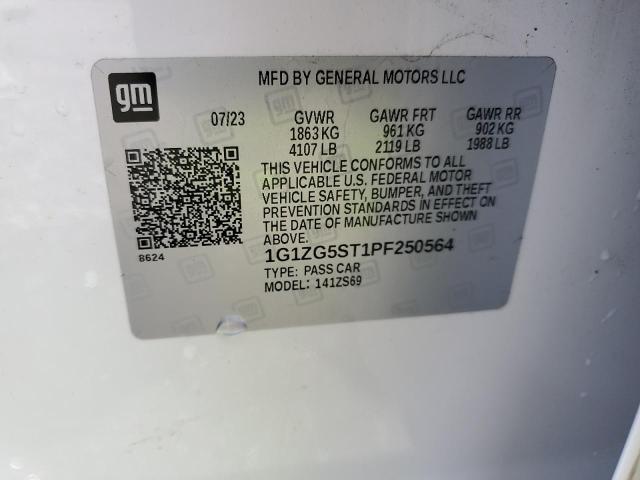 gm
MFD BY GENERAL MOTORS LLC
07/23 GVWR GAWR FRT GAWR RR
1863 KG 961 KG 902 KG
4107 LB 2119 LB 1988 LB
THIS VEHICLE CONFORMS TO ALL
APPLICABLE U.S. FEDERAL MOTOR
VEHICLE SAFETY, BUMPER, AND THEFT
PREVENTION STANDARDS IN EFFECT ON
THE DATE OF MANUFACTURE SHOWN
ABOVE.
8624
1G1ZG5ST1PF250564
TYPE: PASS CAR
MODEL: 141ZS69